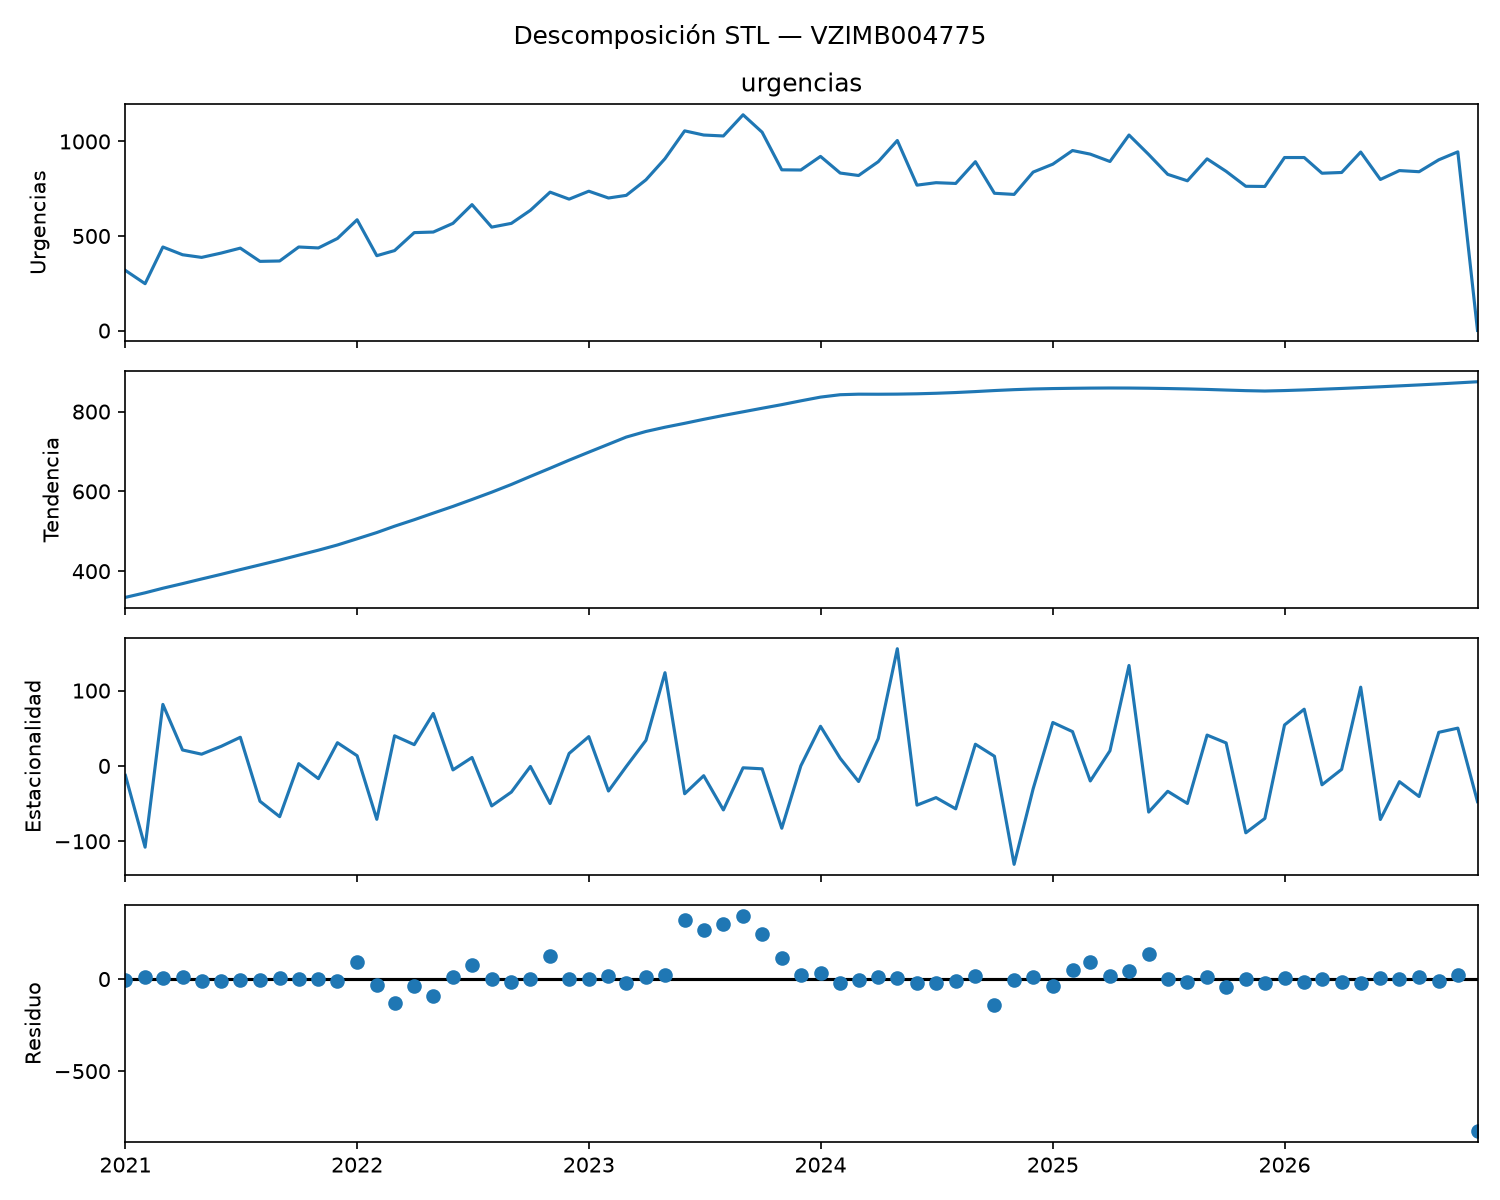 Descomposición STL — VZIMB004775
urgencias
Urgencias
1000
500
0
Tendencia
800
600
400
Estacionalidad
100
0
−100
Residuo
0
−500
2021 2022 2023 2024 2025 2026